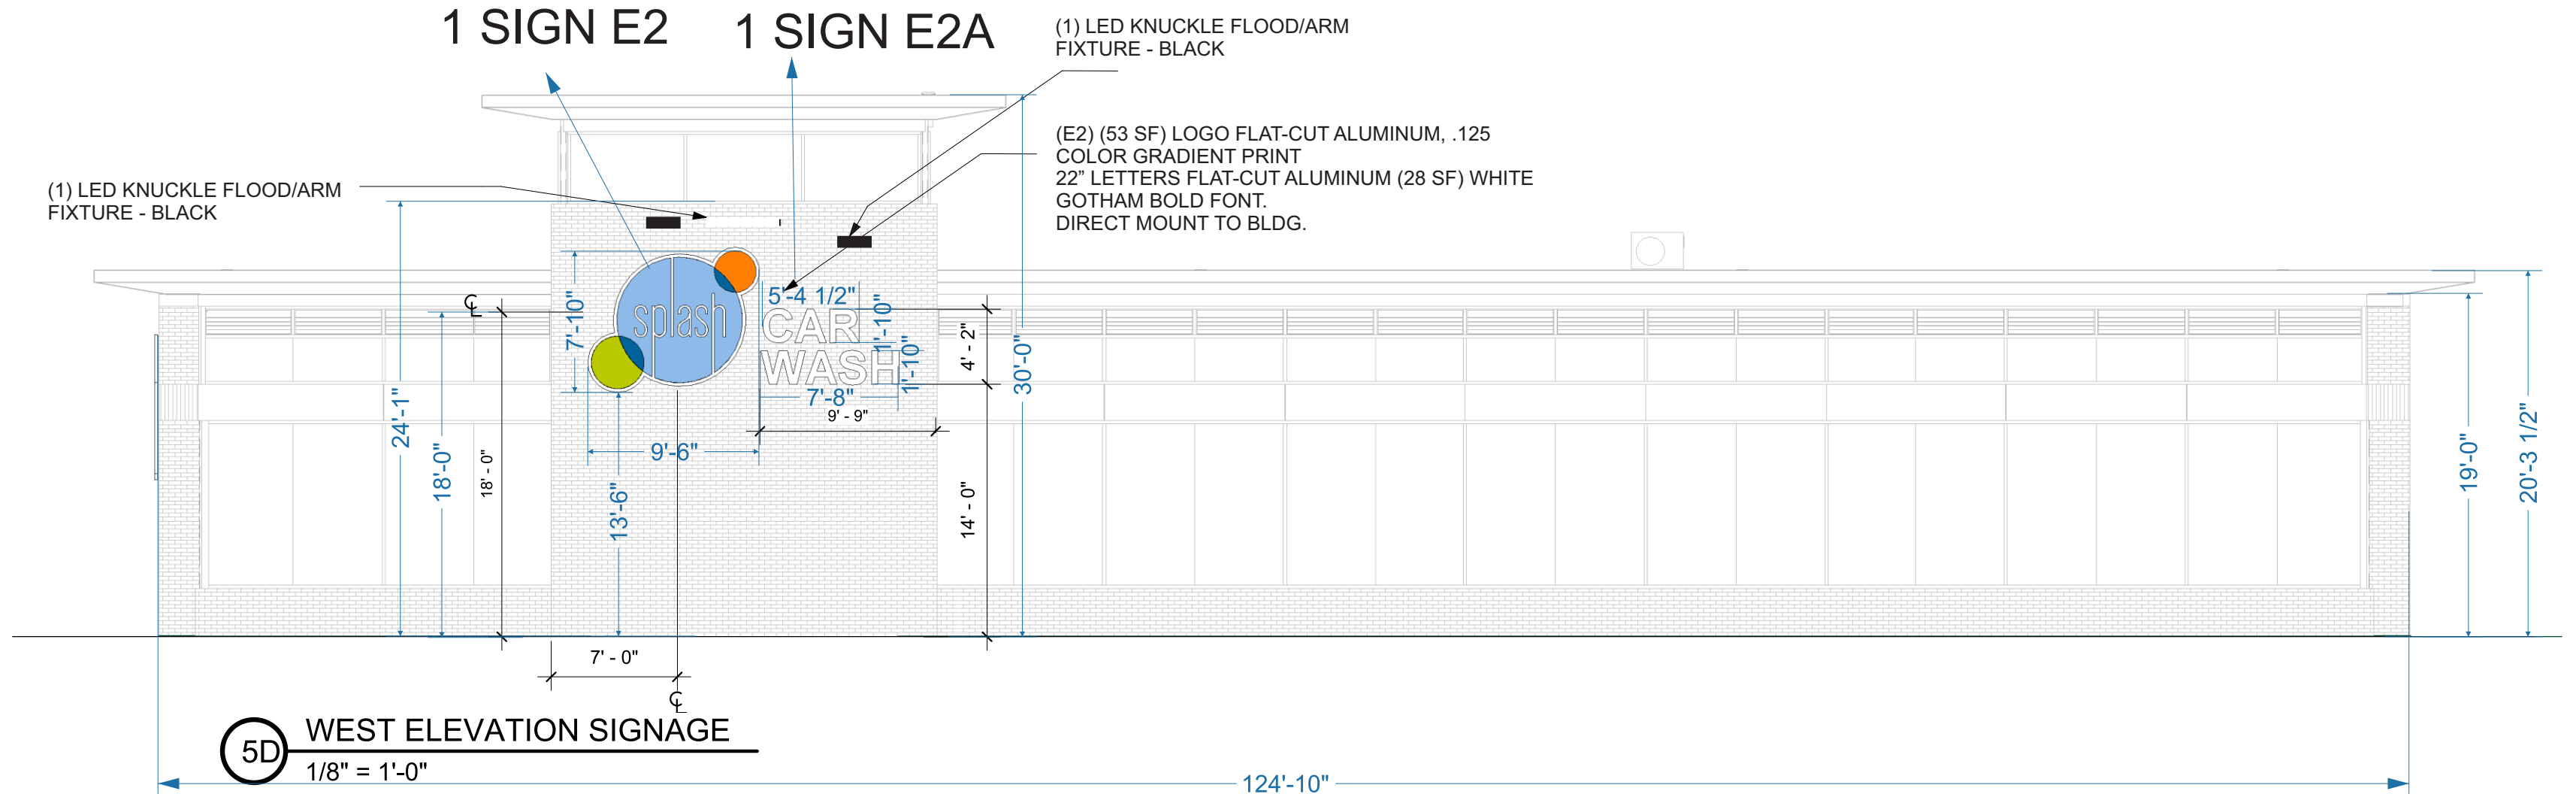 1 SIGN E2
1 SIGN E2A
(1) LED KNUCKLE FLOOD/ARM
FIXTURE - BLACK
(E2) (53 SF) LOGO FLAT-CUT ALUMINUM, .125
COLOR GRADIENT PRINT
22” LETTERS FLAT-CUT ALUMINUM (28 SF) WHITE
GOTHAM BOLD FONT.
DIRECT MOUNT TO BLDG.
(1) LED KNUCKLE FLOOD/ARM
FIXTURE - BLACK
splash
CAR
WASH
5'-4 1/2"
1'-10"
1'-10"
7'-10"
4' - 2"
30'-0"
7'-8"
9' - 9"
24'-1"
18'-0"
18' - 0"
9'-6"
13'-6"
14' - 0"
19'-0"
20'-3 1/2"
7' - 0"
CL
CL
5D
WEST ELEVATION SIGNAGE
1/8" = 1'-0"
124'-10"